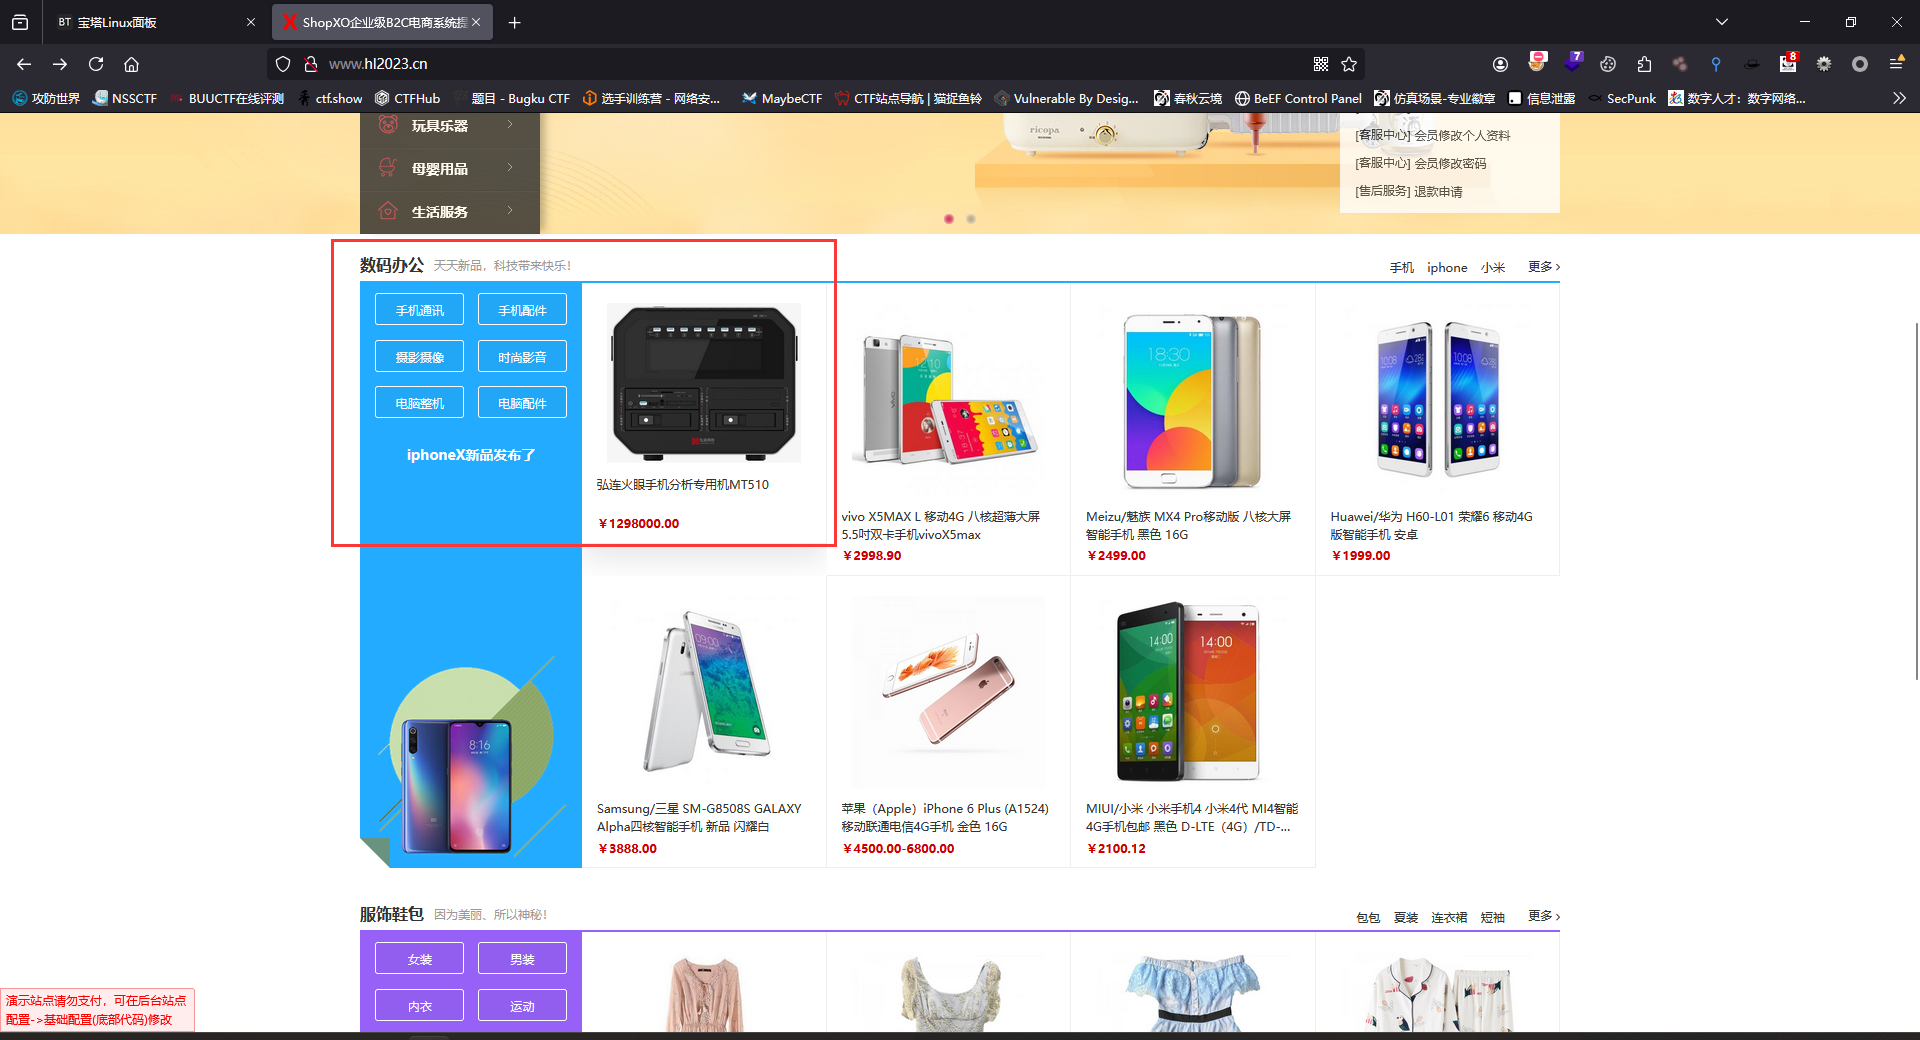 BT 宝塔Linux面板
ShopXO企业级B2C电商系统提
www.hl2023.cn
7
8
攻防世界
NSSCTF
BUUCTF在线评测
ctf.show
CTFHub
题目 - Bugku CTF
选手训练营 - 网络安...
MaybeCTF
CTF站点导航 | 猫捉鱼铃
Vulnerable By Desig...
春秋云境
BeEF Control Panel
仿真场景-专业徽章
信息泄露
SecPunk
数字人才：数字网络...
玩具乐器
母婴用品
生活服务
ricopa
[客服中心] 会员修改个人资料
[客服中心] 会员修改密码
[售后服务] 退款申请
数码办公 天天新品，科技带来快乐！
手机 iphone 小米 更多
手机通讯 手机配件
摄影摄像 时尚影音
电脑整机 电脑配件
iphoneX新品发布了
弘连火眼手机分析专用机MT510
￥1298000.00
vivo X5MAX L 移动4G 八核超薄大屏
5.5吋双卡手机vivoX5max
￥2998.90
18:30
Meizu/魅族 MX4 Pro移动版 八核大屏
智能手机 黑色 16G
￥2499.00
10:08
10:08
Huawei/华为 H60-L01 荣耀6 移动4G
版智能手机 安卓
￥1999.00
8:16
Samsung/三星 SM-G8508S GALAXY
Alpha四核智能手机 新品 闪耀白
￥3888.00
苹果（Apple）iPhone 6 Plus (A1524)
移动联通电信4G手机 金色 16G
￥4500.00-6800.00
14:00
14:00
MIUI/小米 小米手机4 小米4代 MI4智能
4G手机包邮 黑色 D-LTE（4G）/TD-...
￥2100.12
服饰鞋包 因为美丽、所以神秘！
包包 夏装 连衣裙 短袖 更多
女装 男装
内衣 运动
演示站点请勿支付，可在后台站点
配置->基础配置(底部代码)修改